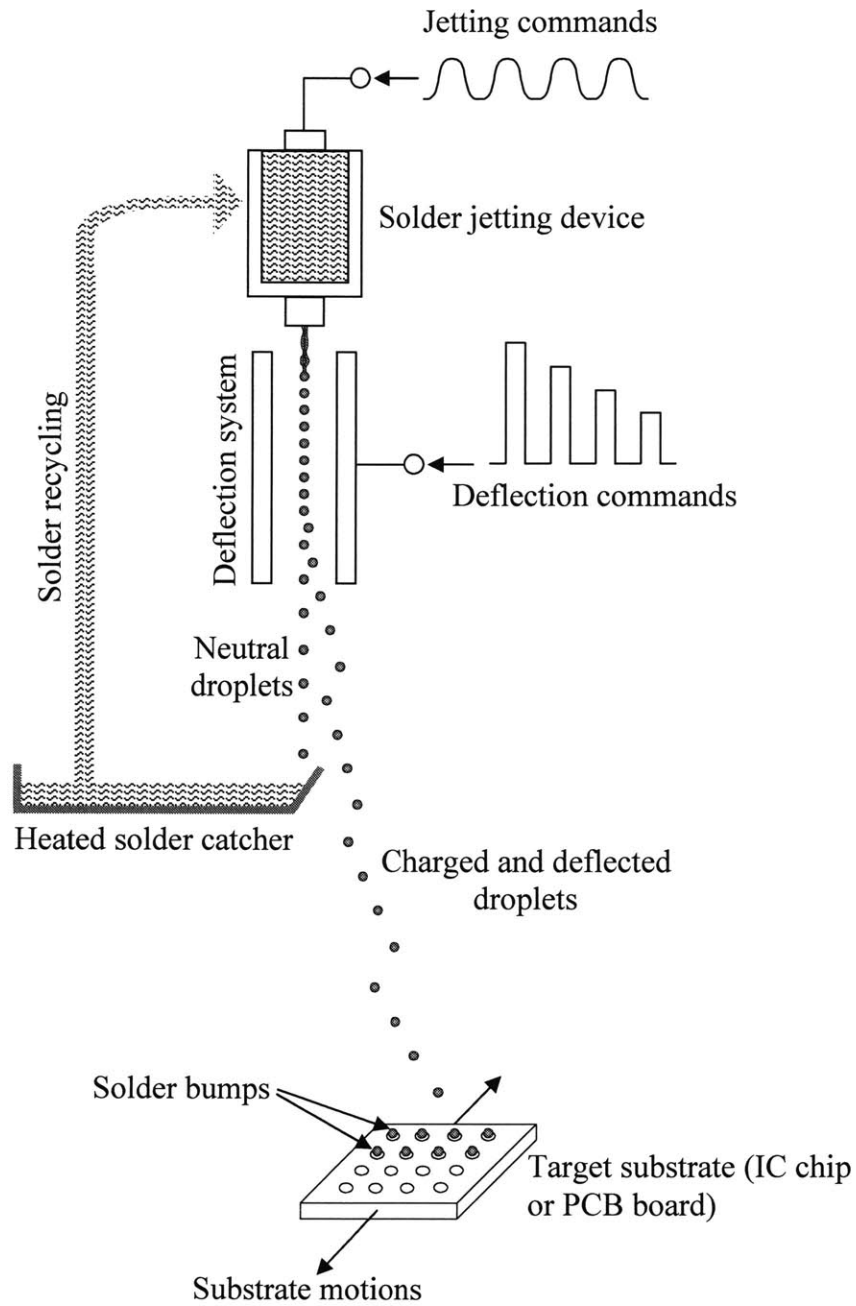 Jetting commands
Solder jetting device
Deflection system
Solder recycling
Deflection commands
Neutral
droplets
Heated solder catcher
Charged and deflected
droplets
Solder bumps
Target substrate (IC chip
or PCB board)
Substrate motions